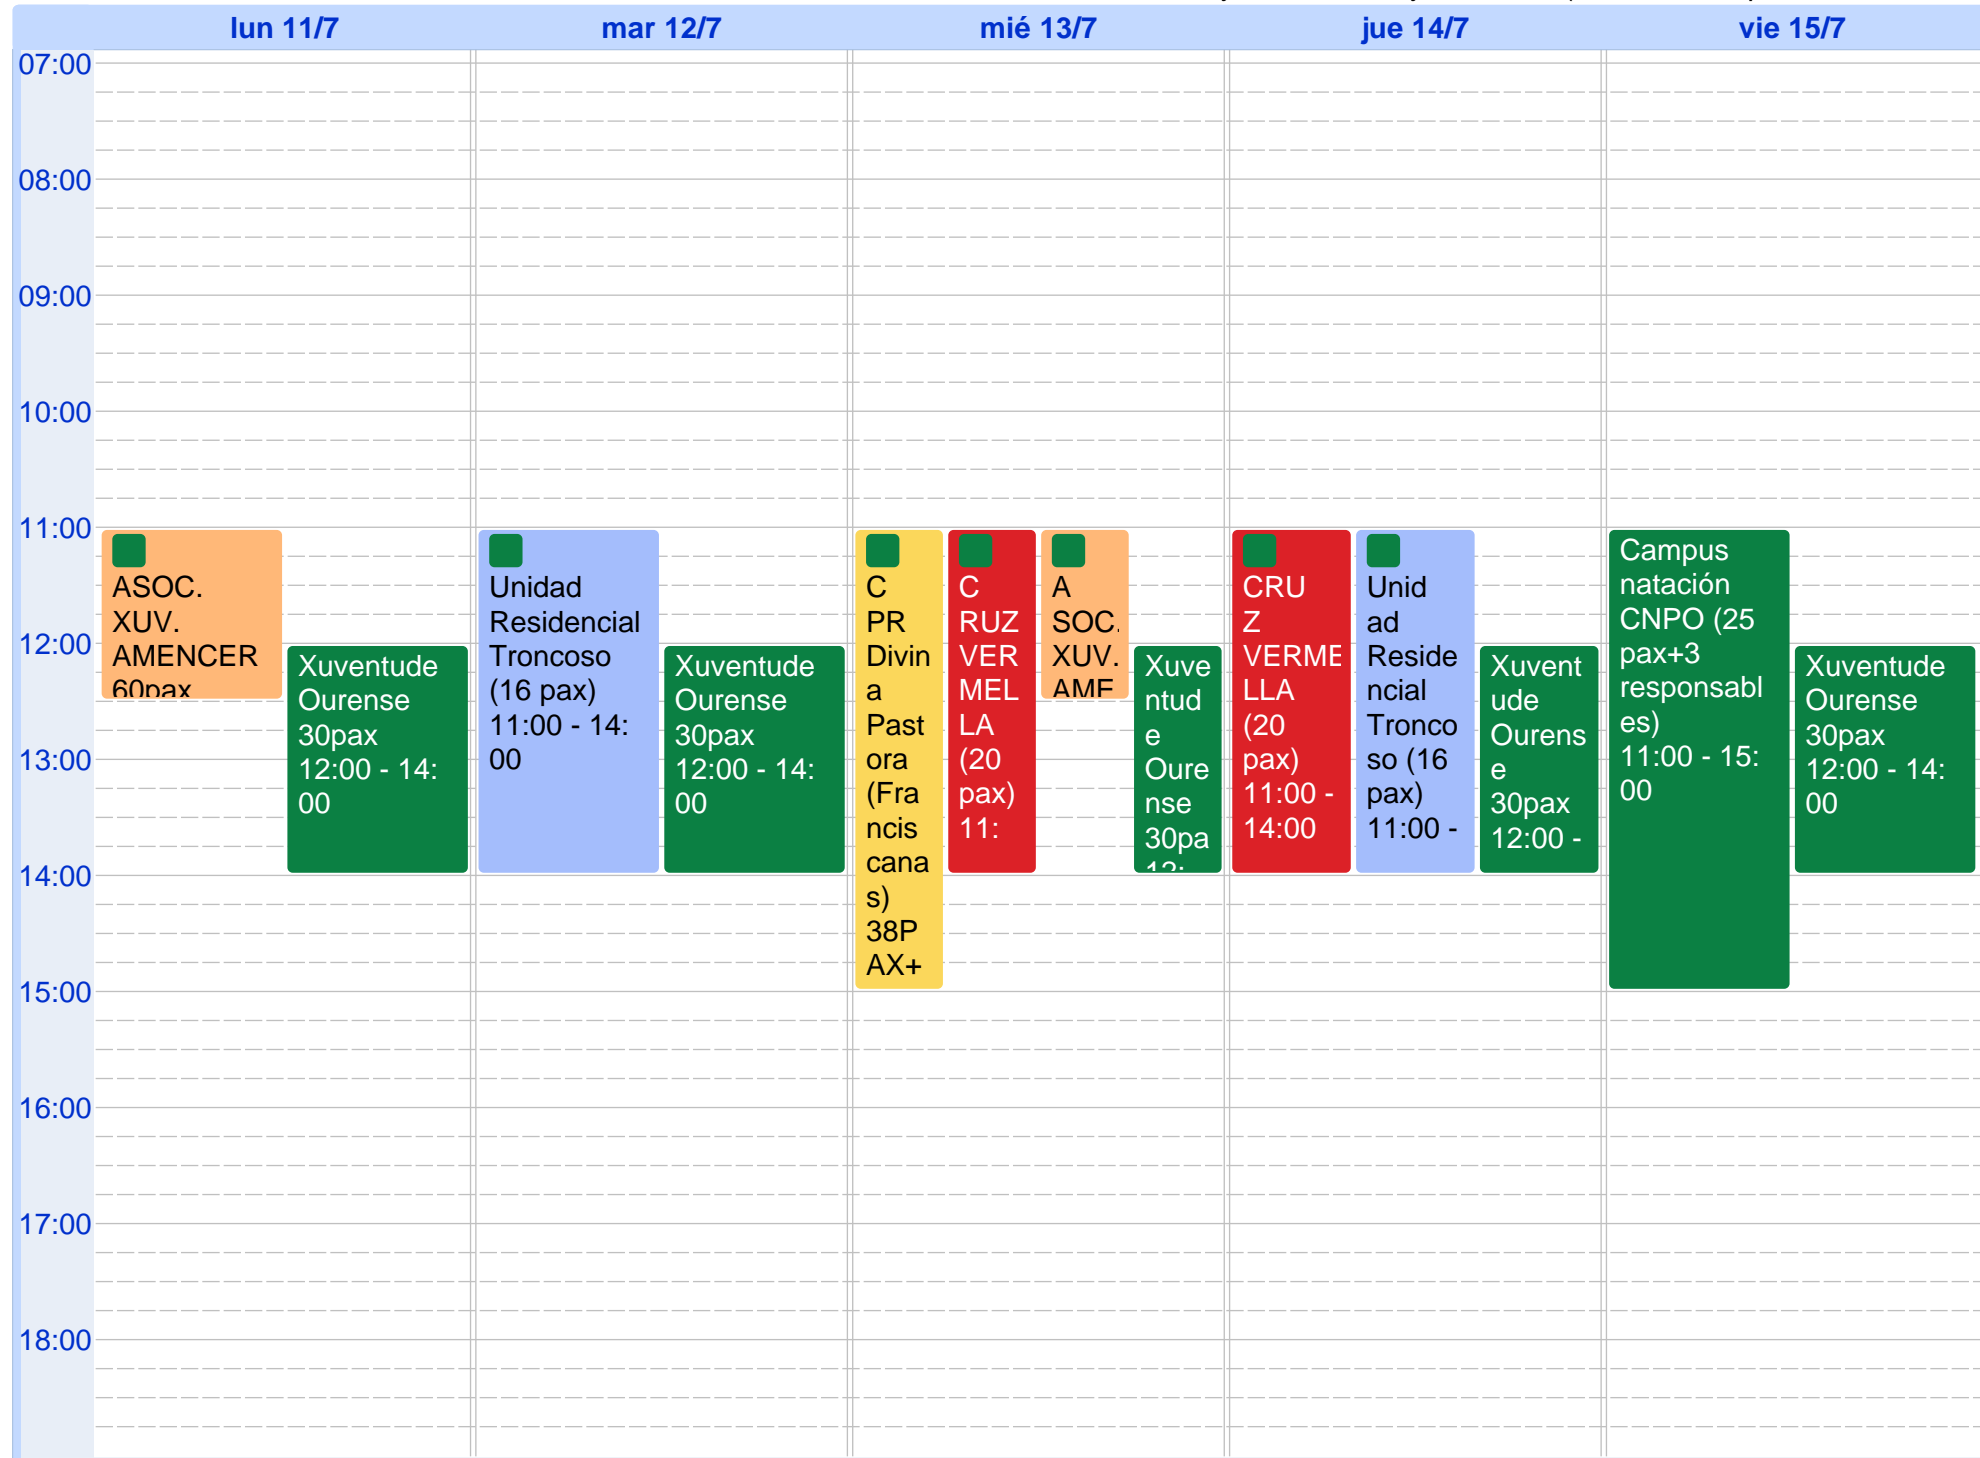 lun 11/7
mar 12/7
mié 13/7
jue 14/7
vie 15/7
07:00
08:00
09:00
10:00
11:00
12:00
13:00
14:00
15:00
16:00
17:00
18:00
ASOC.
XUV.
AMENCER
60pax
Xuventude
Ourense
30pax
12:00 - 14:
00
Unidad
Residencial
Troncoso
(16 pax)
11:00 - 14:
00
Xuventude
Ourense
30pax
12:00 - 14:
00
C
PR
Divin
a
Past
ora
(Fra
ncis
cana
s)
38P
AX+
C
RUZ
VER
MEL
LA
(20
pax)
11:
A
SOC.
XUV.
AME
Xuve
ntud
e
Oure
nse
30pa
12:
CRU
Z
VERME
LLA
(20
pax)
11:00 -
14:00
Unid
ad
Reside
ncial
Tronco
so (16
pax)
11:00 -
Xuvent
ude
Ourens
e
30pax
12:00 -
Campus
natación
CNPO (25
pax+3
responsabl
es)
11:00 - 15:
00
Xuventude
Ourense
30pax
12:00 - 14:
00